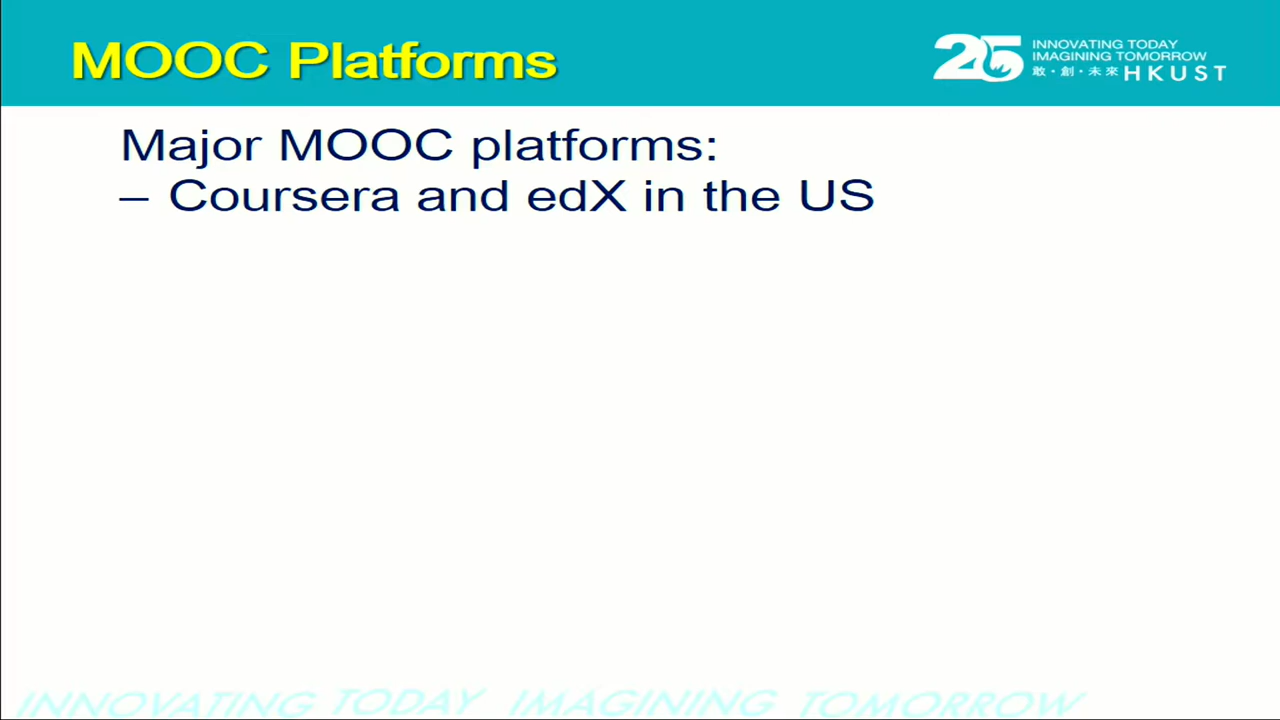 MOOC Platforms
25
INNOVATING TODAY
IMAGINING TOMORROW
敢·創·未來 HKUST
Major MOOC platforms:
– Coursera and edX in the US
INNOVATING TODAY IMAGINING TOMORROW